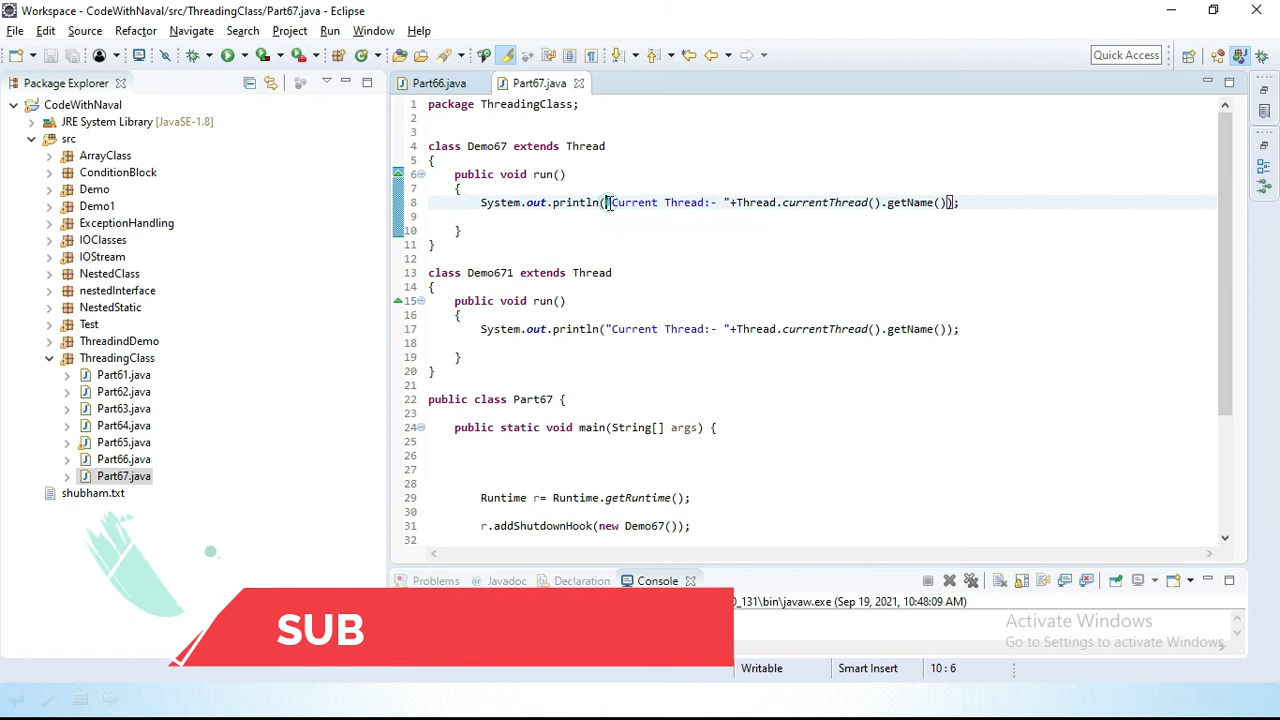 Workspace - CodeWithNaval/src/ThreadingClass/Part67.java - Eclipse
File Edit Source Refactor Navigate Search Project Run Window Help
Quick Access
Package Explorer
Part66.java
Part67.java
CodeWithNaval
JRE System Library [JavaSE-1.8]
src
ArrayClass
ConditionBlock
Demo
Demo1
ExceptionHandling
IOClasses
IOStream
NestedClass
nestedInterface
NestedStatic
Test
ThreadindDemo
ThreadingClass
Part61.java
Part62.java
Part63.java
Part64.java
Part65.java
Part66.java
Part67.java
shubham.txt
1 package ThreadingClass;
2
3
4 class Demo67 extends Thread
5 {
6 public void run()
7 {
8 System.out.println("Current Thread:- "+Thread.currentThread().getName());
9
10 }
11 }
12
13 class Demo671 extends Thread
14 {
15 public void run()
16 {
17 System.out.println("Current Thread:- "+Thread.currentThread().getName());
18
19 }
20 }
21
22 public class Part67 {
23
24 public static void main(String[] args) {
25
26
27
28
29 Runtime r= Runtime.getRuntime();
30
31 r.addShutdownHook(new Demo67());
32
Problems Javadoc Declaration Console
0_131\bin\javaw.exe (Sep 19, 2021, 10:48:09 AM)
Activate Windows
Go to Settings to activate Windows.
SUB
Writable Smart Insert 10 : 6